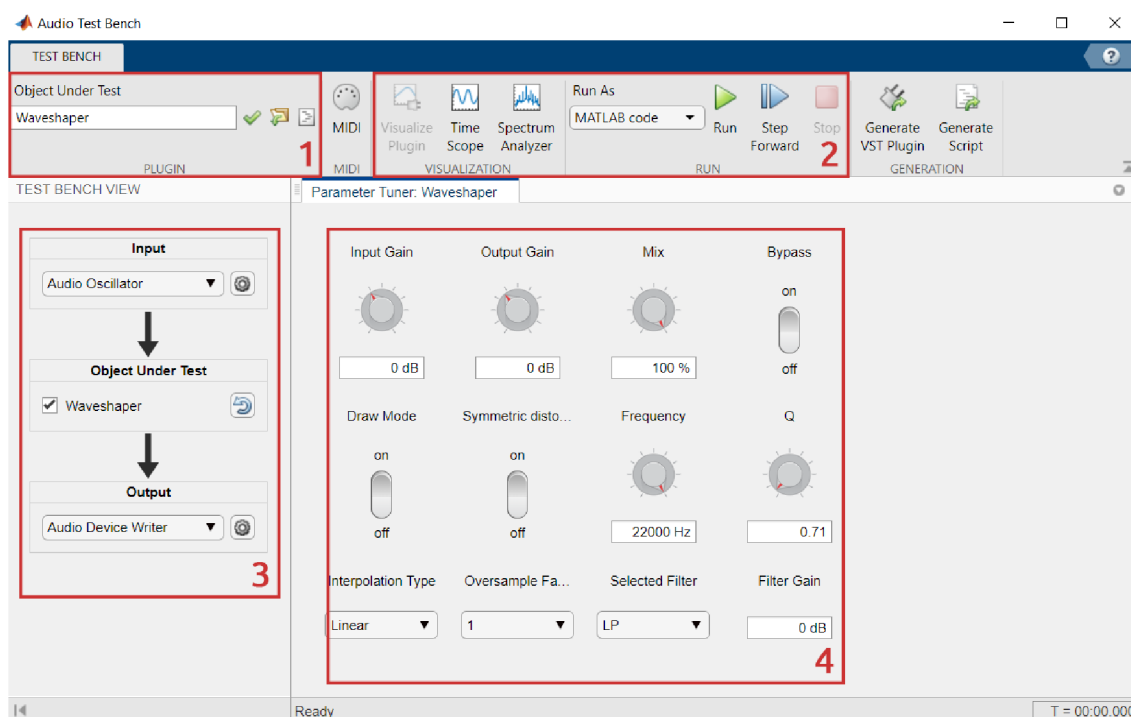 Audio Test Bench
TEST BENCH
?
Object Under Test
Waveshaper
1
PLUGIN
MIDI
MIDI
Visualize
Plugin
Time
Scope
Spectrum
Analyzer
VISUALIZATION
Run As
MATLAB code
Run
Step
Forward
Stop
2
RUN
Generate
VST Plugin
Generate
Script
GENERATION
TEST BENCH VIEW
Input
Audio Oscillator
Object Under Test
Waveshaper
Output
Audio Device Writer
3
Parameter Tuner: Waveshaper
Input Gain
Output Gain
Mix
Bypass
on
off
0 dB
0 dB
100 %
Draw Mode
Symmetric disto...
Frequency
Q
on
off
on
off
22000 Hz
0.71
Interpolation Type
Oversample Fa...
Selected Filter
Filter Gain
Linear
1
LP
0 dB
4
Ready
T = 00:00.000